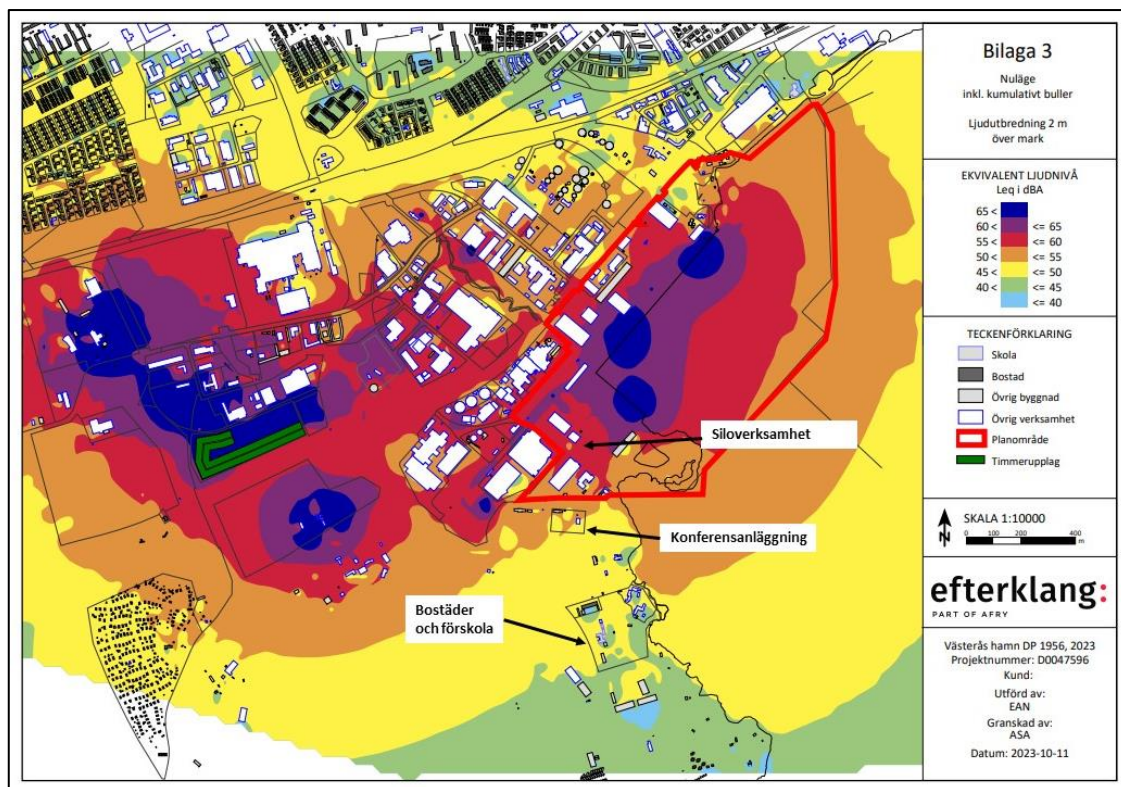 Bilaga 3
Nuläge
inkl. kumulativt buller
Ljudutbredning 2 m
över mark
EKVIVALENT LJUDNIVÅ
Leq i dBA
65 <
60 < <= 65
55 < <= 60
50 < <= 55
45 < <= 50
40 < <= 45
<= 40
TECKENFÖRKLARING
Skola
Bostad
Övrig byggnad
Övrig verksamhet
Planområde
Timmerupplag
N
SKALA 1:10000
0 100 200 400
m
efterklang:
PART OF AFRY
Västerås hamn DP 1956, 2023
Projektnummer: D0047596
Kund:
Utförd av:
EAN
Granskad av:
ASA
Datum: 2023-10-11
Siloverksamhet
Konferensanläggning
Bostäder
och förskola